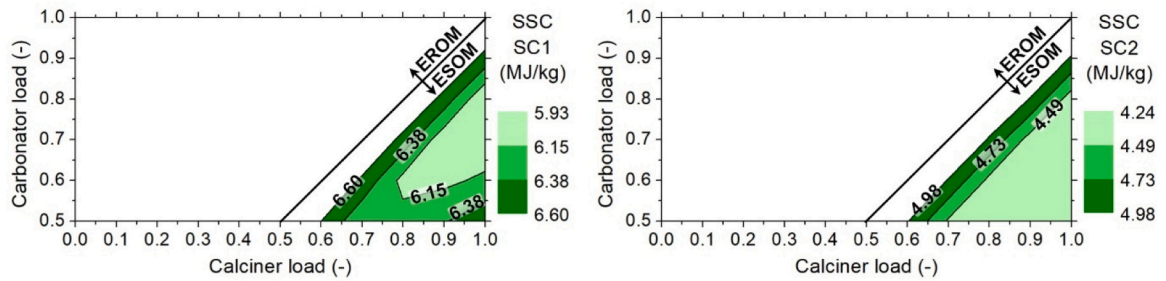 SSC
SC1
(MJ/kg)
5.93
6.15
6.38
6.60
Carbonator load (-)
1.0
0.9
0.8
0.7
0.6
0.5
EROM
ESOM
6.38
6.60
6.15
6.38
0.0 0.1 0.2 0.3 0.4 0.5 0.6 0.7 0.8 0.9 1.0
Calciner load (-)
SSC
SC2
(MJ/kg)
4.24
4.49
4.73
4.98
Carbonator load (-)
1.0
0.9
0.8
0.7
0.6
0.5
EROM
ESOM
4.49
4.73
4.98
0.0 0.1 0.2 0.3 0.4 0.5 0.6 0.7 0.8 0.9 1.0
Calciner load (-)